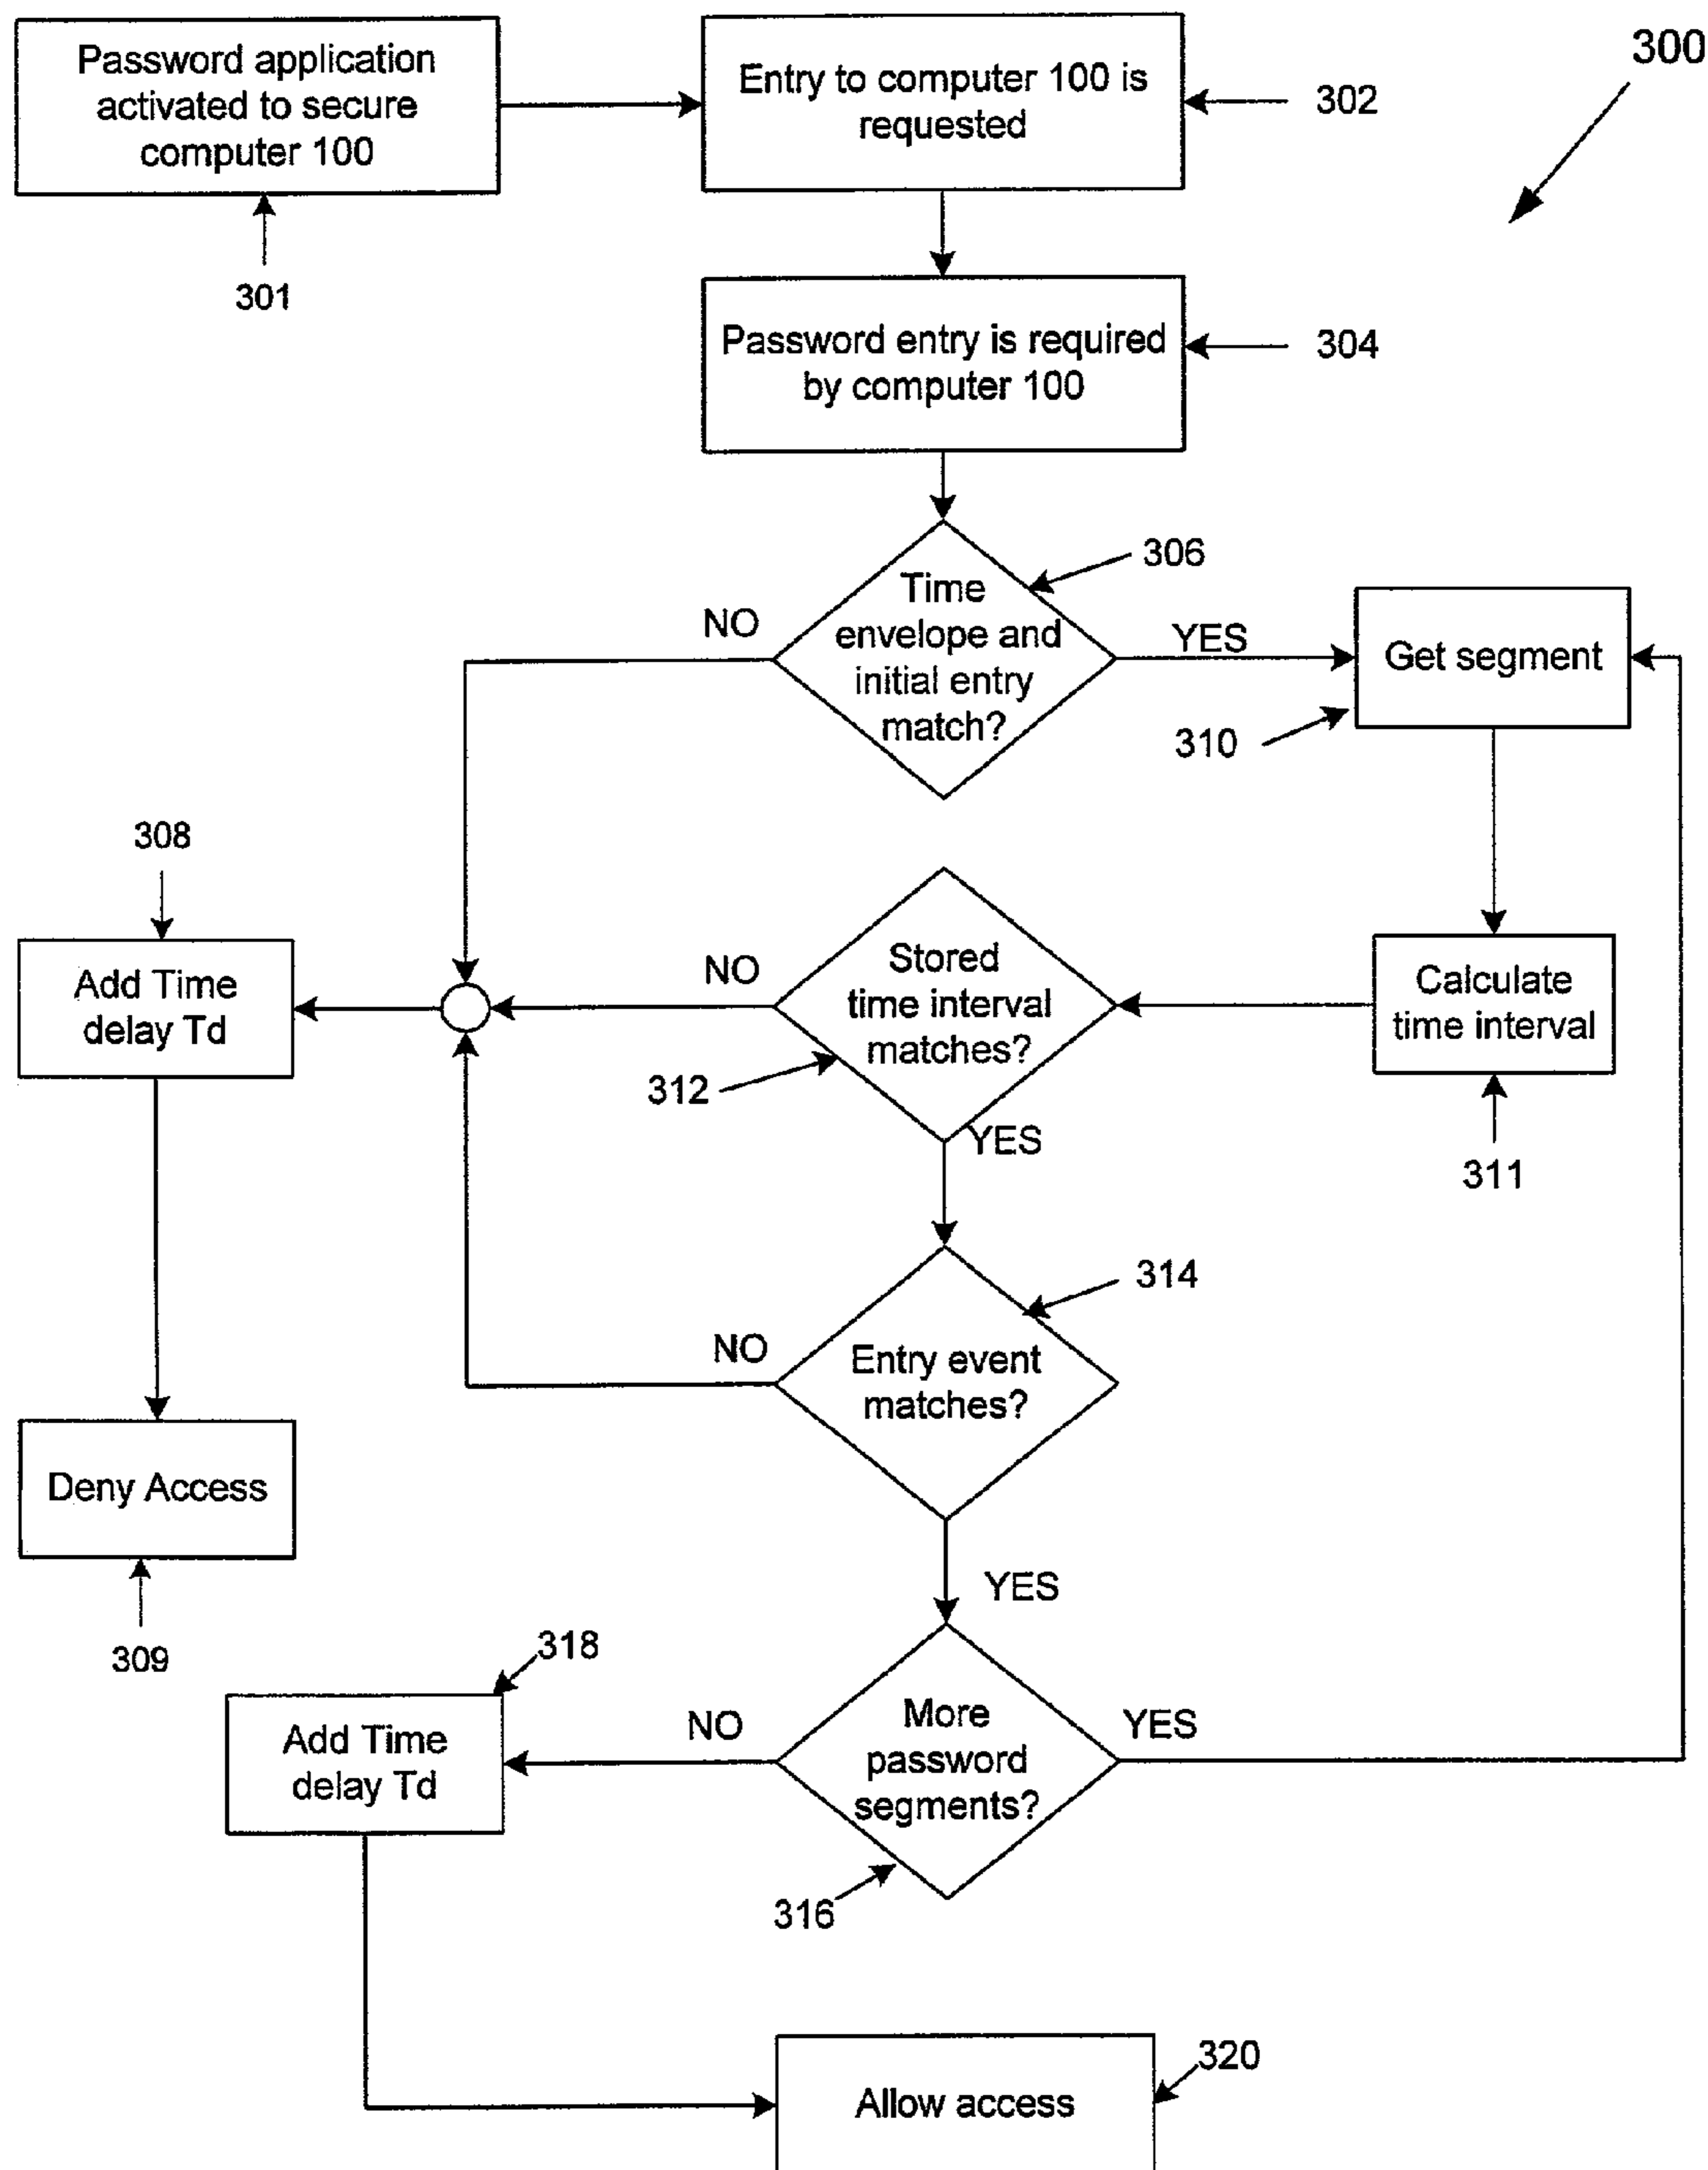 Password application
activated to secure
computer 100
Entry to computer 100 is
requested
300
302
301
Password entry is required
by computer 100
304
306
Time
envelope and
initial entry
match?
NO
YES
Get segment
310
308
Add Time
delay Td
NO
Stored
time interval
matches?
Calculate
time interval
312
YES
311
314
NO
Entry event
matches?
Deny Access
309
YES
318
Add Time
delay Td
NO
More
password
segments?
YES
316
320
Allow access